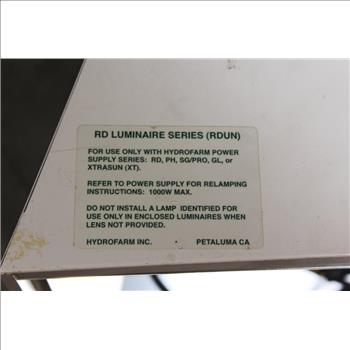 RD LUMINAIRE SERIES (RDUN)
FOR USE ONLY WITH HYDROFARM POWER
SUPPLY SERIES: RD, PH, SG/PRO, GL, or
XTRASUN (XT).
REFER TO POWER SUPPLY FOR RELAMPING
INSTRUCTIONS: 1000W MAX.
DO NOT INSTALL A LAMP IDENTIFIED FOR
USE ONLY IN ENCLOSED LUMINAIRES WHEN
LENS NOT PROVIDED.
HYDROFARM INC. PETALUMA CA